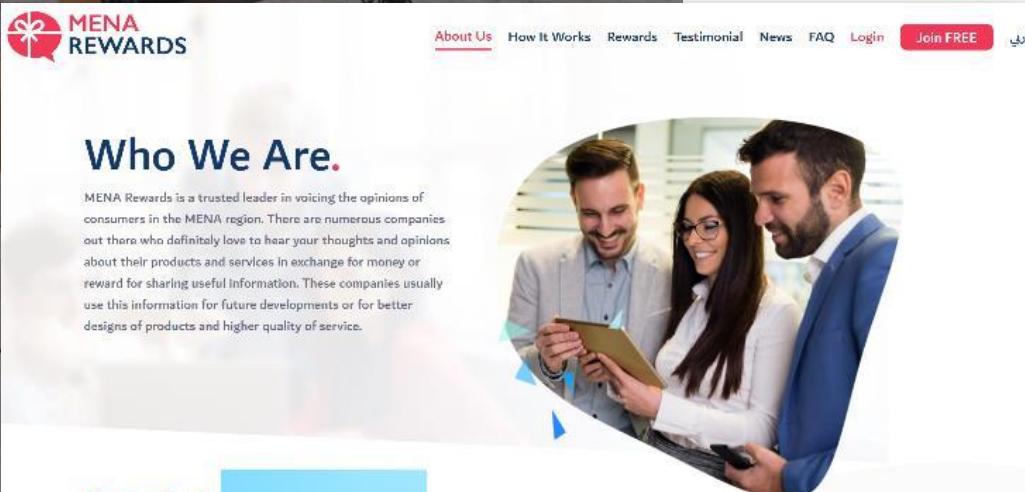 MENA
REWARDS
About Us How It Works Rewards Testimonial News FAQ Login Join FREE
Who We Are.
MENA Rewards is a trusted leader in voicing the opinions of
consumers in the MENA region. There are numerous companies
out there who definitely love to hear your thoughts and opinions
about their products and services in exchange for money or
reward for sharing useful information. These companies usually
use this information for future developments or for better
designs of products and higher quality of service.